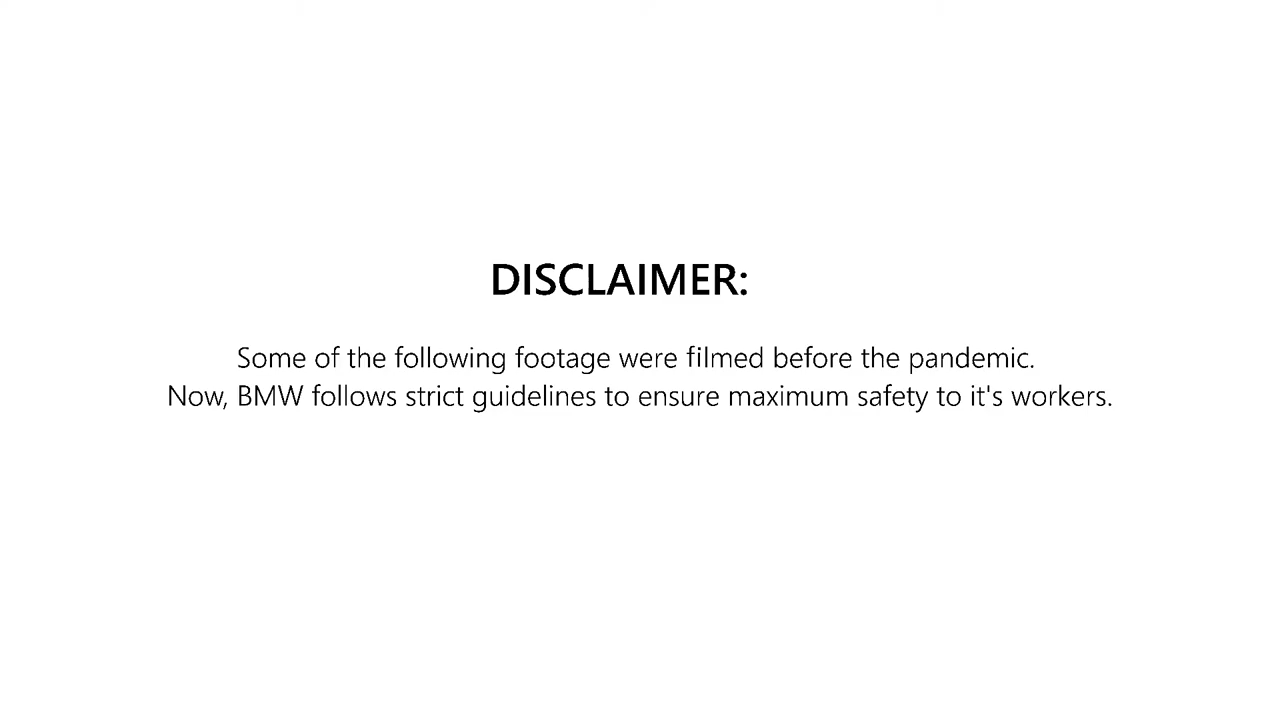 DISCLAIMER:
Some of the following footage were filmed before the pandemic.
Now, BMW follows strict guidelines to ensure maximum safety to it's workers.